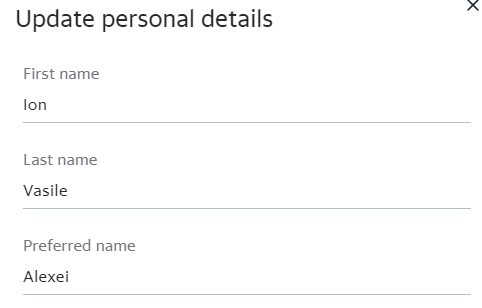 Update personal details
First name
Ion
Last name
Vasile
Preferred name
Alexei